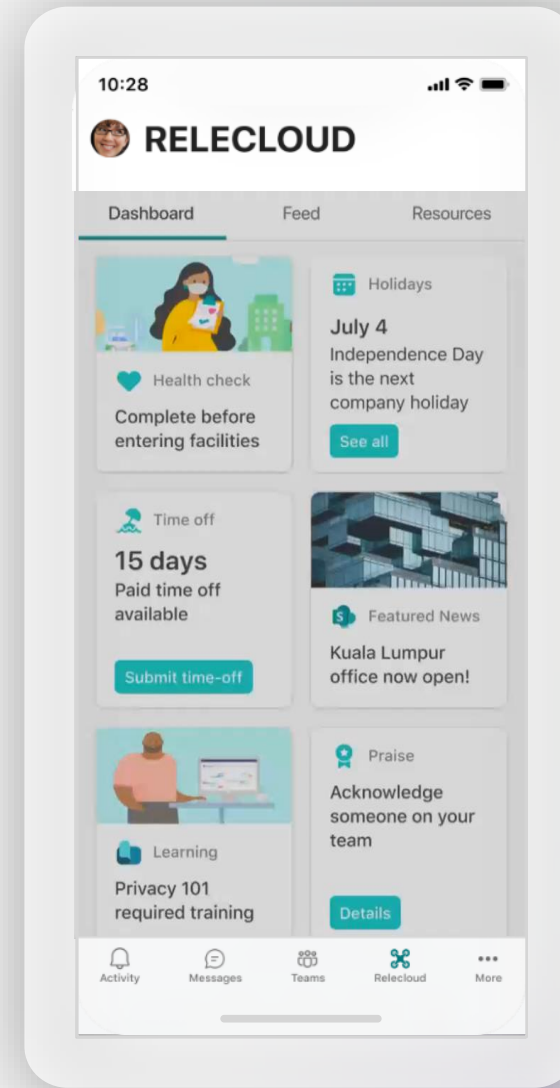 10:28
RELECLOUD
Dashboard
Feed
Resources
Health check
Complete before
entering facilities
Holidays
July 4
Independence Day
is the next
company holiday
See all
Time off
15 days
Paid time off
available
Submit time-off
S
Featured News
Kuala Lumpur
office now open!
Learning
Privacy 101
required training
Praise
Acknowledge
someone on your
team
Details
Activity
Messages
Teams
Relecloud
More